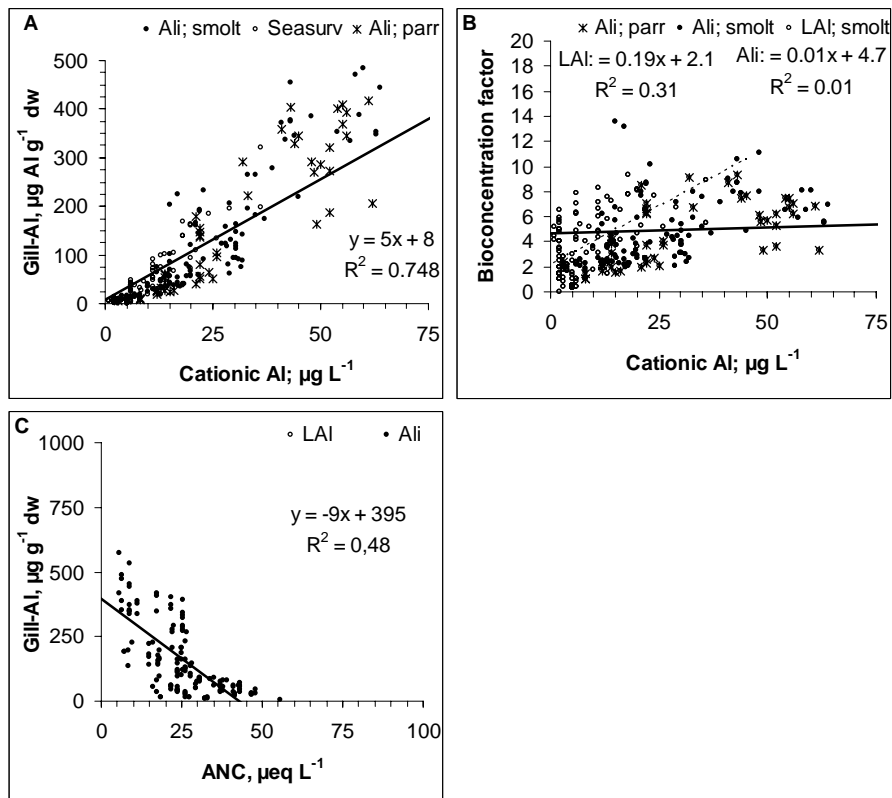 A
• Ali; smolt ○ Seasurv ж Ali; parr
500
400
300
200
100
0
Gill-Al, µg Al g⁻¹ dw
y = 5x + 8
R² = 0.748
0 25 50 75
Cationic Al; µg L⁻¹
B
ж Ali; parr • Ali; smolt ○ LAl; smolt
20
18
16
14
12
10
8
6
4
2
0
Bioconcentration factor
LAl: = 0.19x + 2.1
R² = 0.31
Ali: = 0.01x + 4.7
R² = 0.01
0 25 50 75
Cationic Al; µg L⁻¹
C
○ LAl • Ali
1000
750
500
250
0
Gill-Al, µg g⁻¹ dw
y = -9x + 395
R² = 0,48
0 25 50 75 100
ANC, µeq L⁻¹